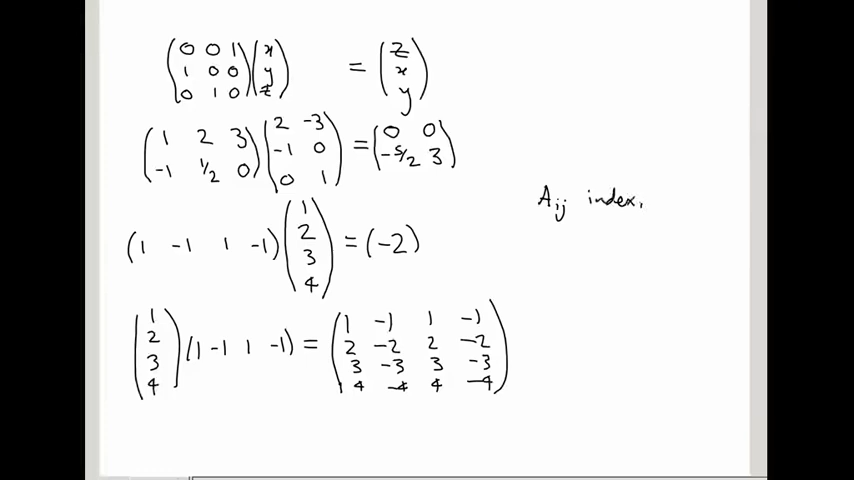 (0 0 1) (x) = (z)
(1 0 0) (y) (x)
(0 1 0) (z) (y)
(1 2 3) (2 -3) = (0 0)
(-1 1/2 0) (-1 0) (-5/2 3)
(0 1)
A_ij index.
(1 -1 1 -1) (1) = (-2)
(2)
(3)
(4)
(1) (1 -1 1 -1) = (1 -1 1 -1)
(2) (2 -2 2 -2)
(3) (3 -3 3 -3)
(4) (4 -4 4 -4)